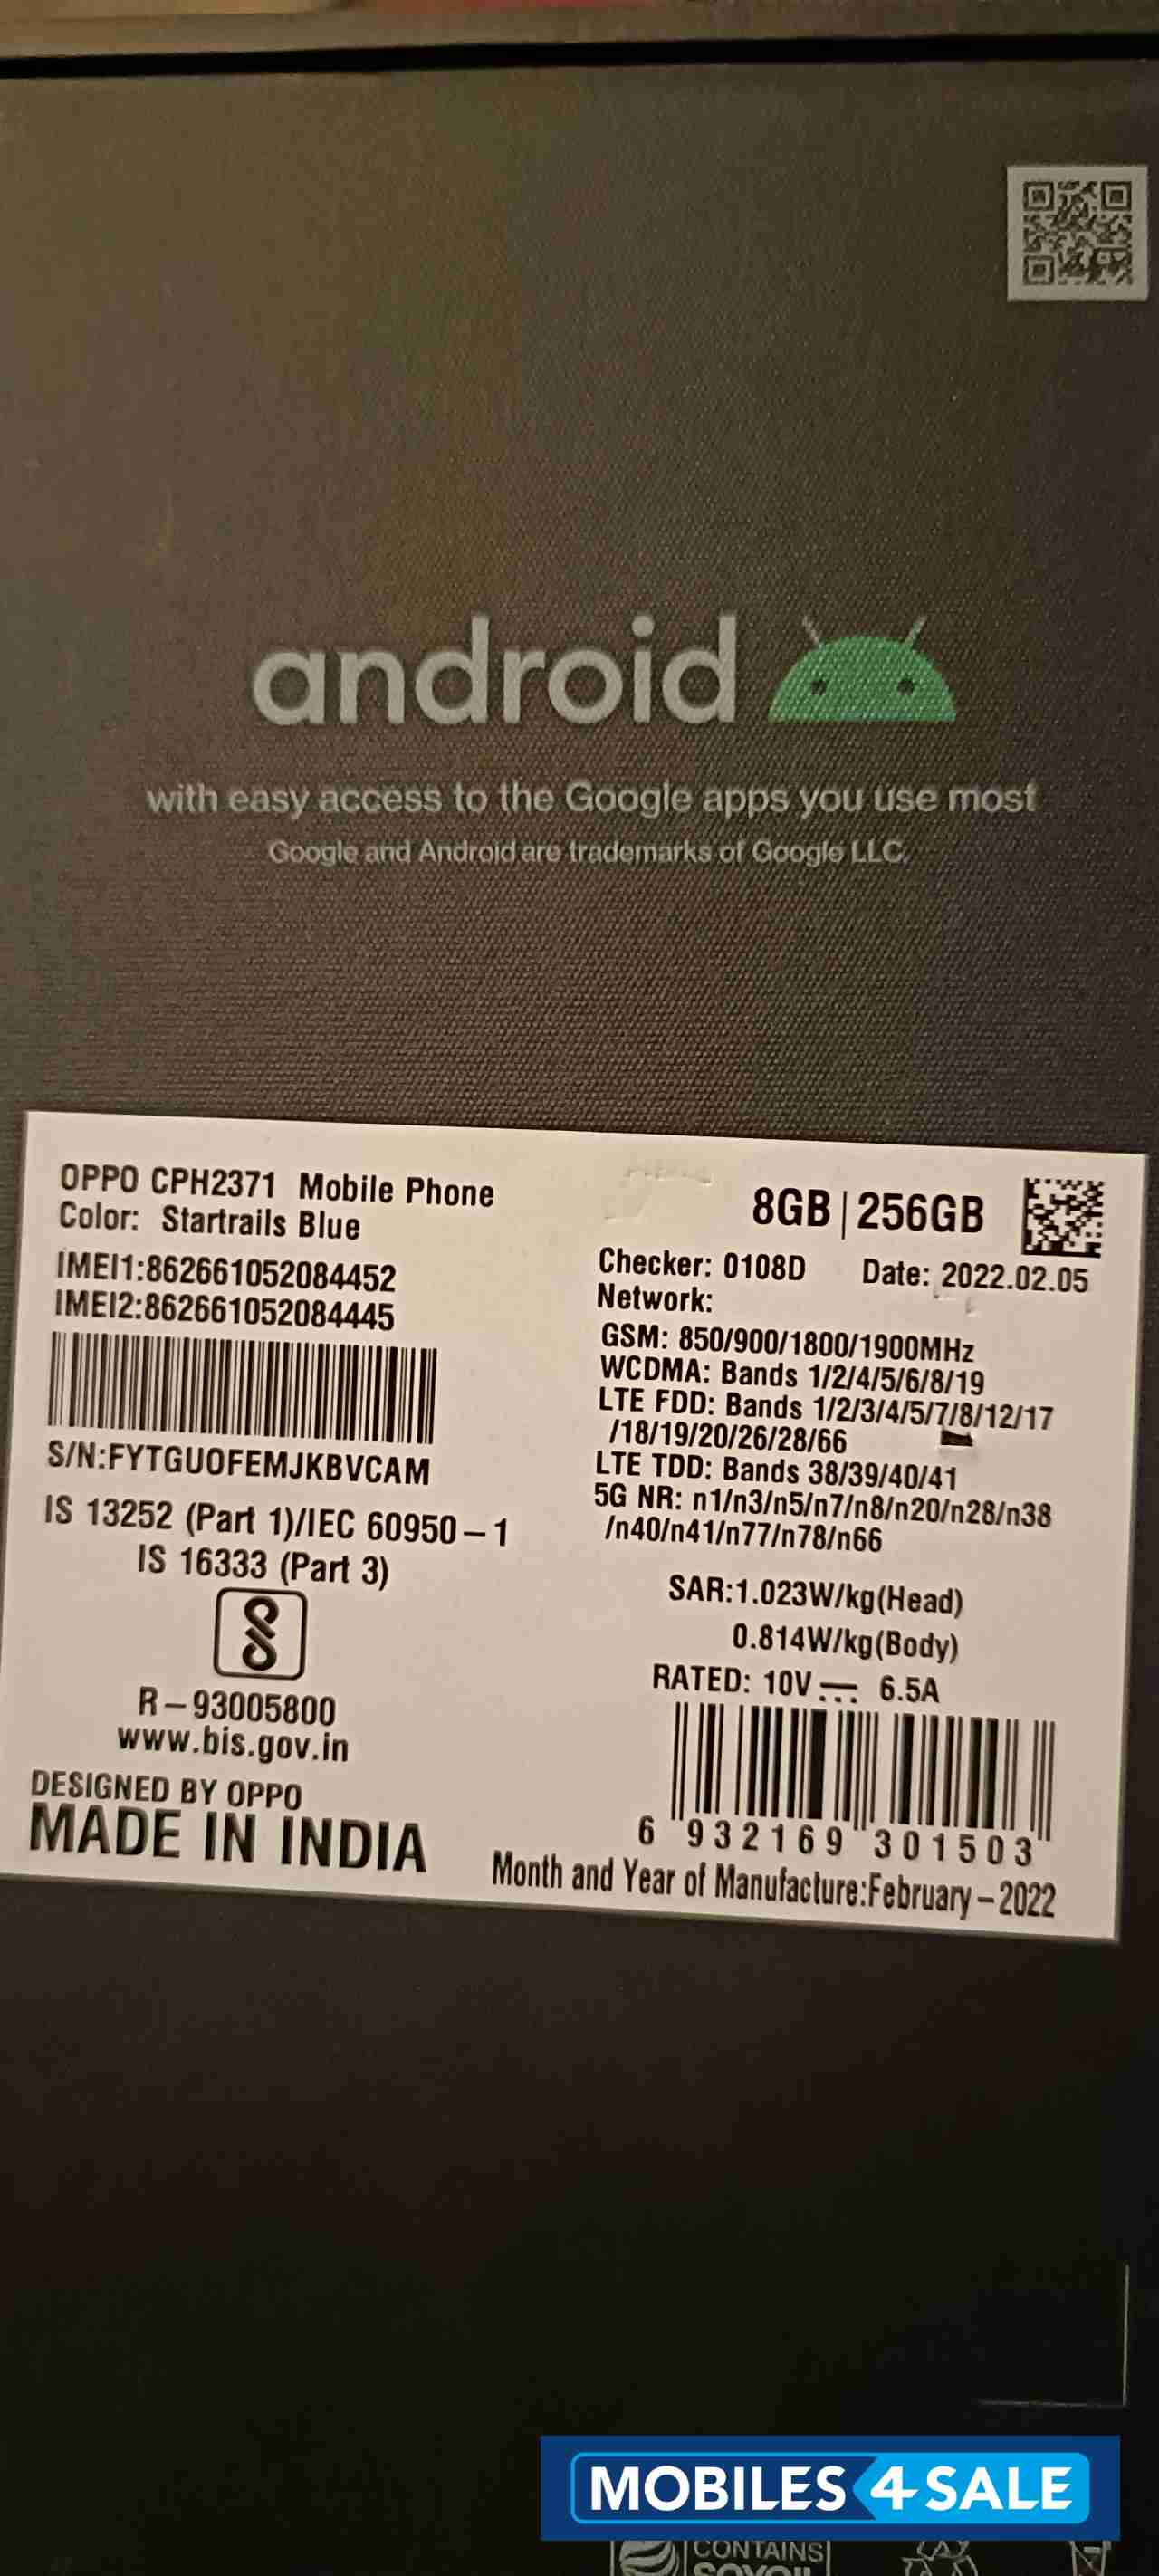 android
with easy access to the Google apps you use most
Google and Android are trademarks of Google LLC.
OPPO CPH2371 Mobile Phone
Color: Startrails Blue
IMEI1:862661052084452
IMEI2:862661052084445
S/N:FYTGUOFEMJKBVCAM
IS 13252 (Part 1)/IEC 60950-1
IS 16333 (Part 3)
R-93005800
www.bis.gov.in
DESIGNED BY OPPO
MADE IN INDIA
8GB|256GB
Checker: 0108D Date: 2022.02.05
Network:
GSM: 850/900/1800/1900MHz
WCDMA: Bands 1/2/4/5/6/8/19
LTE FDD: Bands 1/2/3/4/5/7/8/12/17
/18/19/20/26/28/66
LTE TDD: Bands 38/39/40/41
5G NR: n1/n3/n5/n7/n8/n20/n28/n38
/n40/n41/n77/n78/n66
SAR:1.023W/kg(Head)
0.814W/kg(Body)
RATED: 10V⎓ 6.5A
6 932169 301503
Month and Year of Manufacture:February-2022
MOBILES 4 SALE
CONTAINS